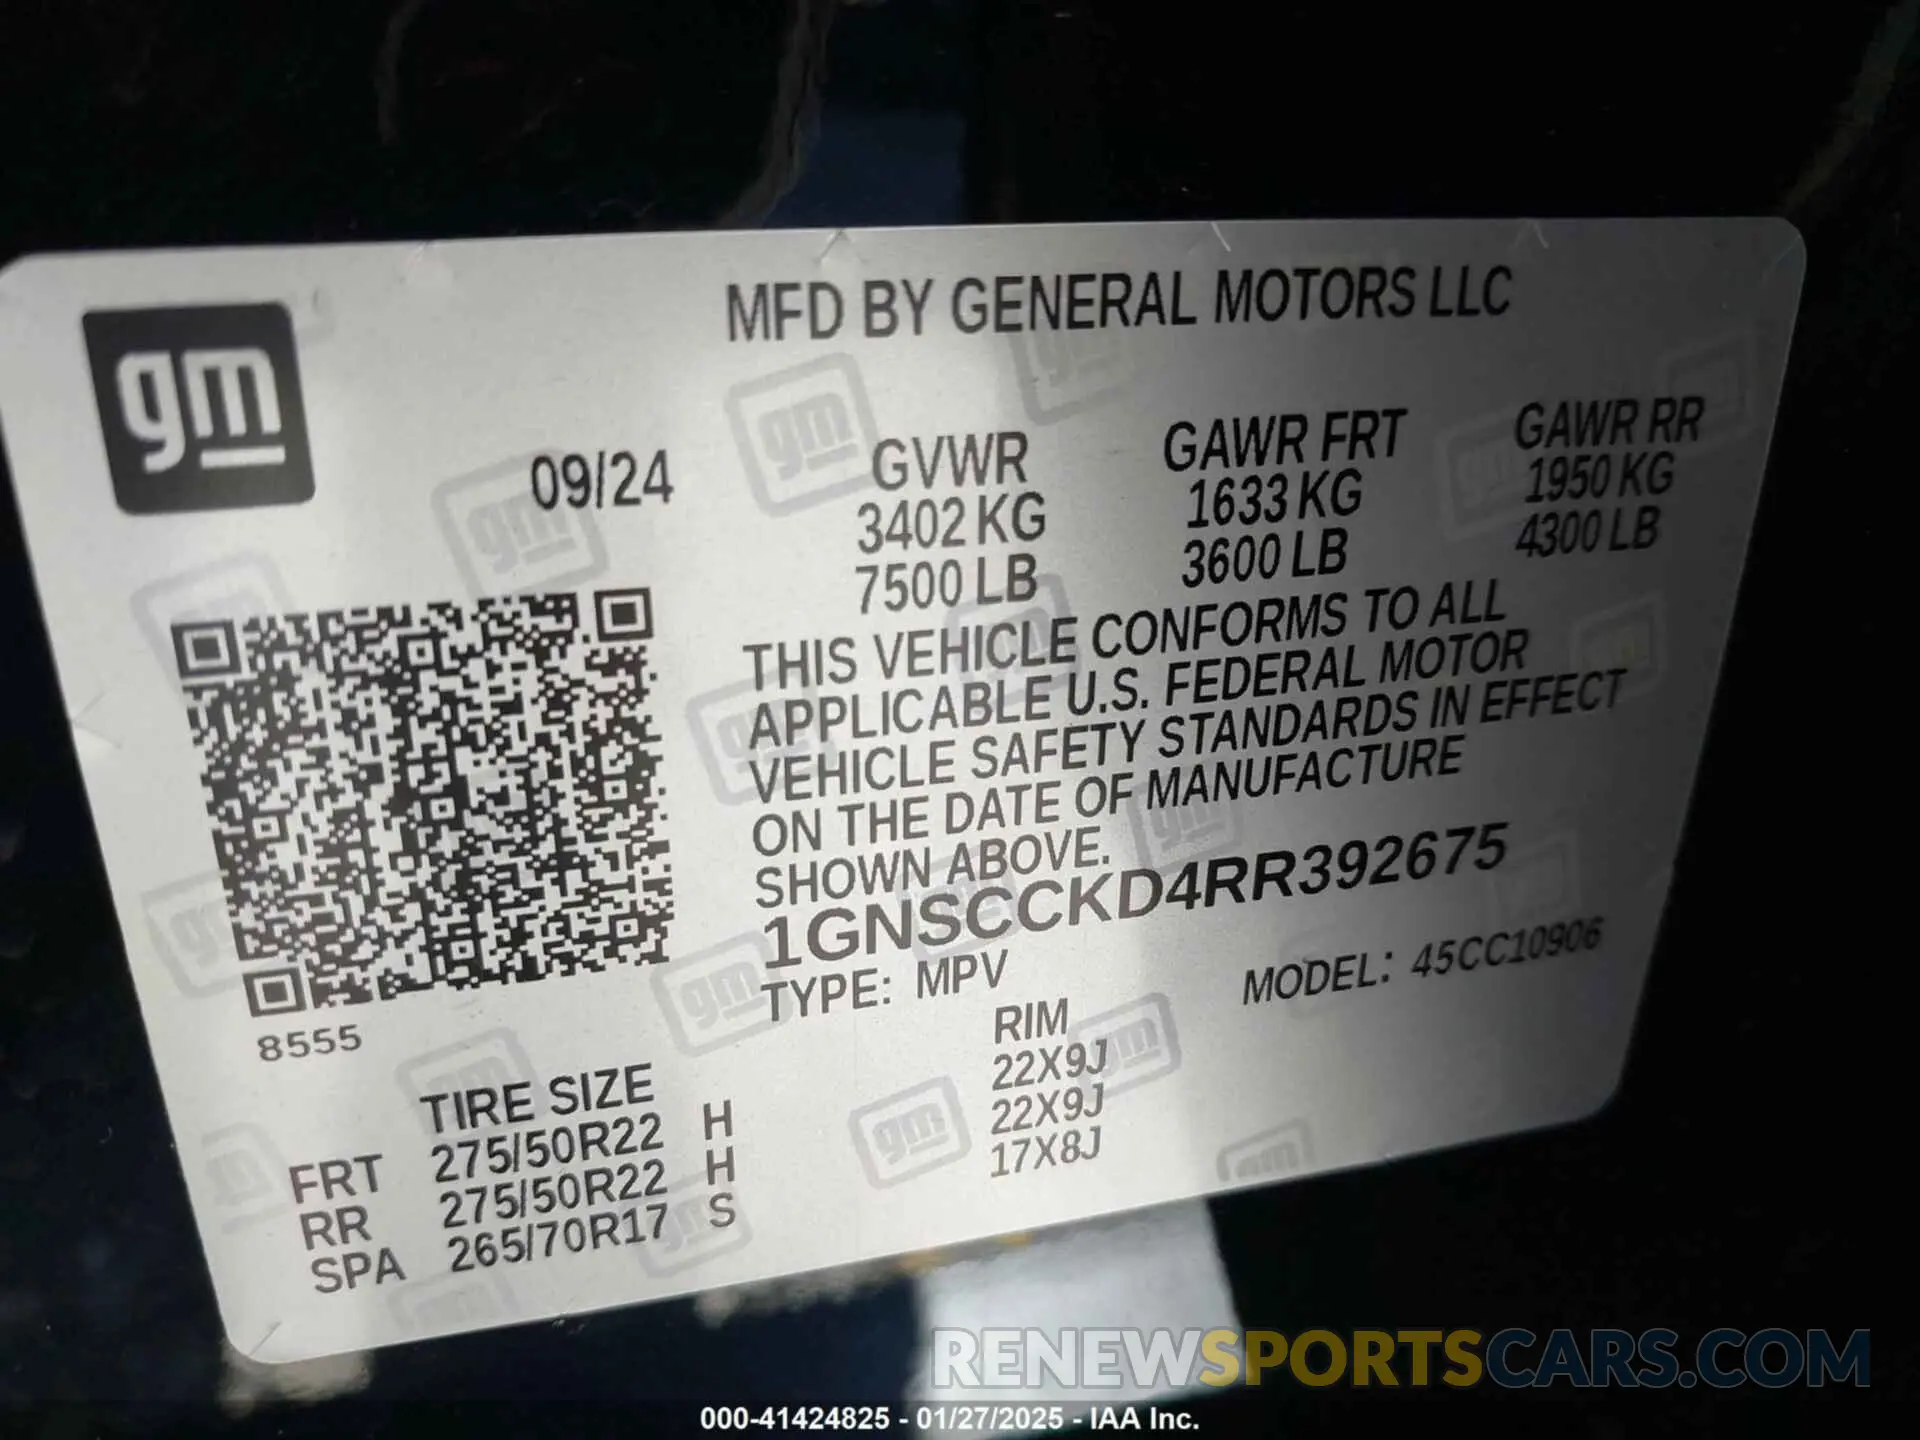 MFD BY GENERAL MOTORS LLC
gm
09/24
GVWR GAWR FRT GAWR RR
3402 KG 1633 KG 1950 KG
7500 LB 3600 LB 4300 LB
THIS VEHICLE CONFORMS TO ALL
APPLICABLE U.S. FEDERAL MOTOR
VEHICLE SAFETY STANDARDS IN EFFECT
ON THE DATE OF MANUFACTURE
SHOWN ABOVE.
1GNSCCKD4RR392675
TYPE: MPV MODEL: 45CC10906
8555
TIRE SIZE RIM
FRT 275/50R22 H 22X9J
RR 275/50R22 H 22X9J
SPA 265/70R17 S 17X8J
RENEWSPORTSCARS.COM
000-41424825 - 01/27/2025 - IAA Inc.